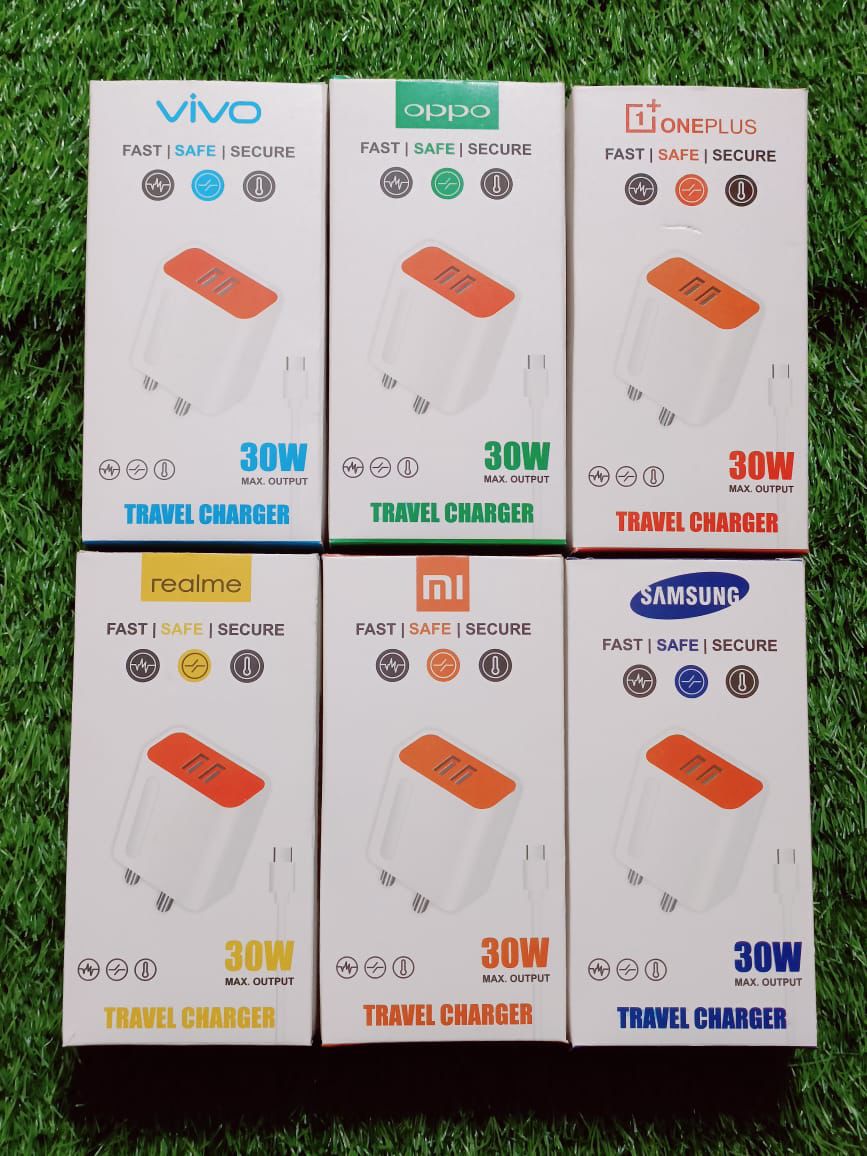 vivo
FAST | SAFE | SECURE
30W
MAX. OUTPUT
TRAVEL CHARGER
oppo
FAST | SAFE | SECURE
30W
MAX. OUTPUT
TRAVEL CHARGER
1+ ONEPLUS
FAST | SAFE | SECURE
30W
MAX. OUTPUT
TRAVEL CHARGER
realme
FAST | SAFE | SECURE
30W
MAX. OUTPUT
TRAVEL CHARGER
mi
FAST | SAFE | SECURE
30W
MAX. OUTPUT
TRAVEL CHARGER
SAMSUNG
FAST | SAFE | SECURE
30W
MAX. OUTPUT
TRAVEL CHARGER